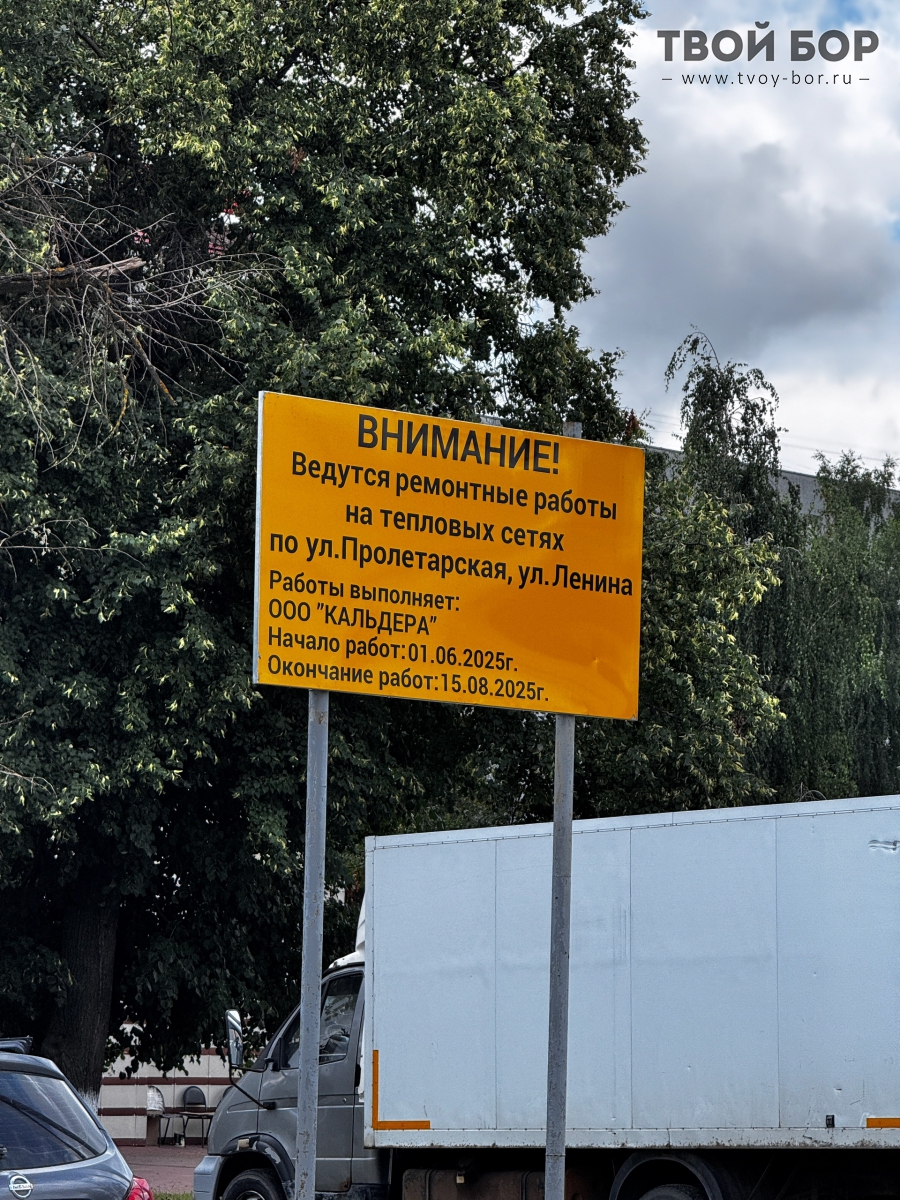 ТВОЙ БОР
www.tvoy-bor.ru
ВНИМАНИЕ!
Ведутся ремонтные работы
на тепловых сетях
по ул.Пролетарская, ул.Ленина
Работы выполняет:
ООО "КАЛЬДЕРА"
Начало работ:01.06.2025г.
Окончание работ:15.08.2025г.